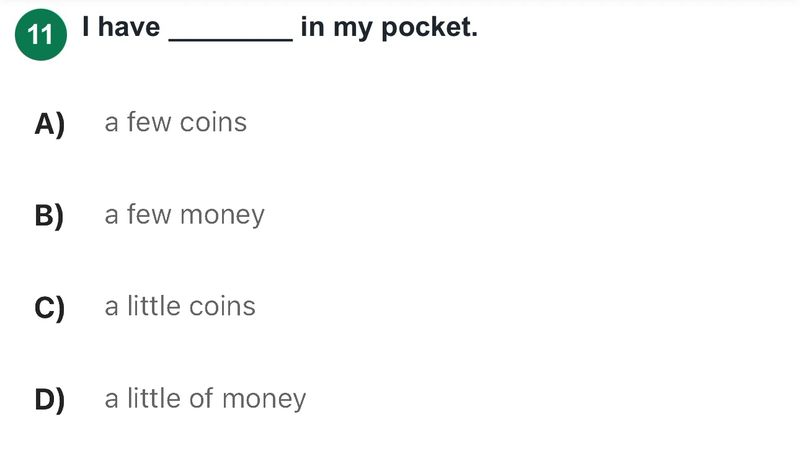 11 I have ________ in my pocket.
A) a few coins
B) a few money
C) a little coins
D) a little of money